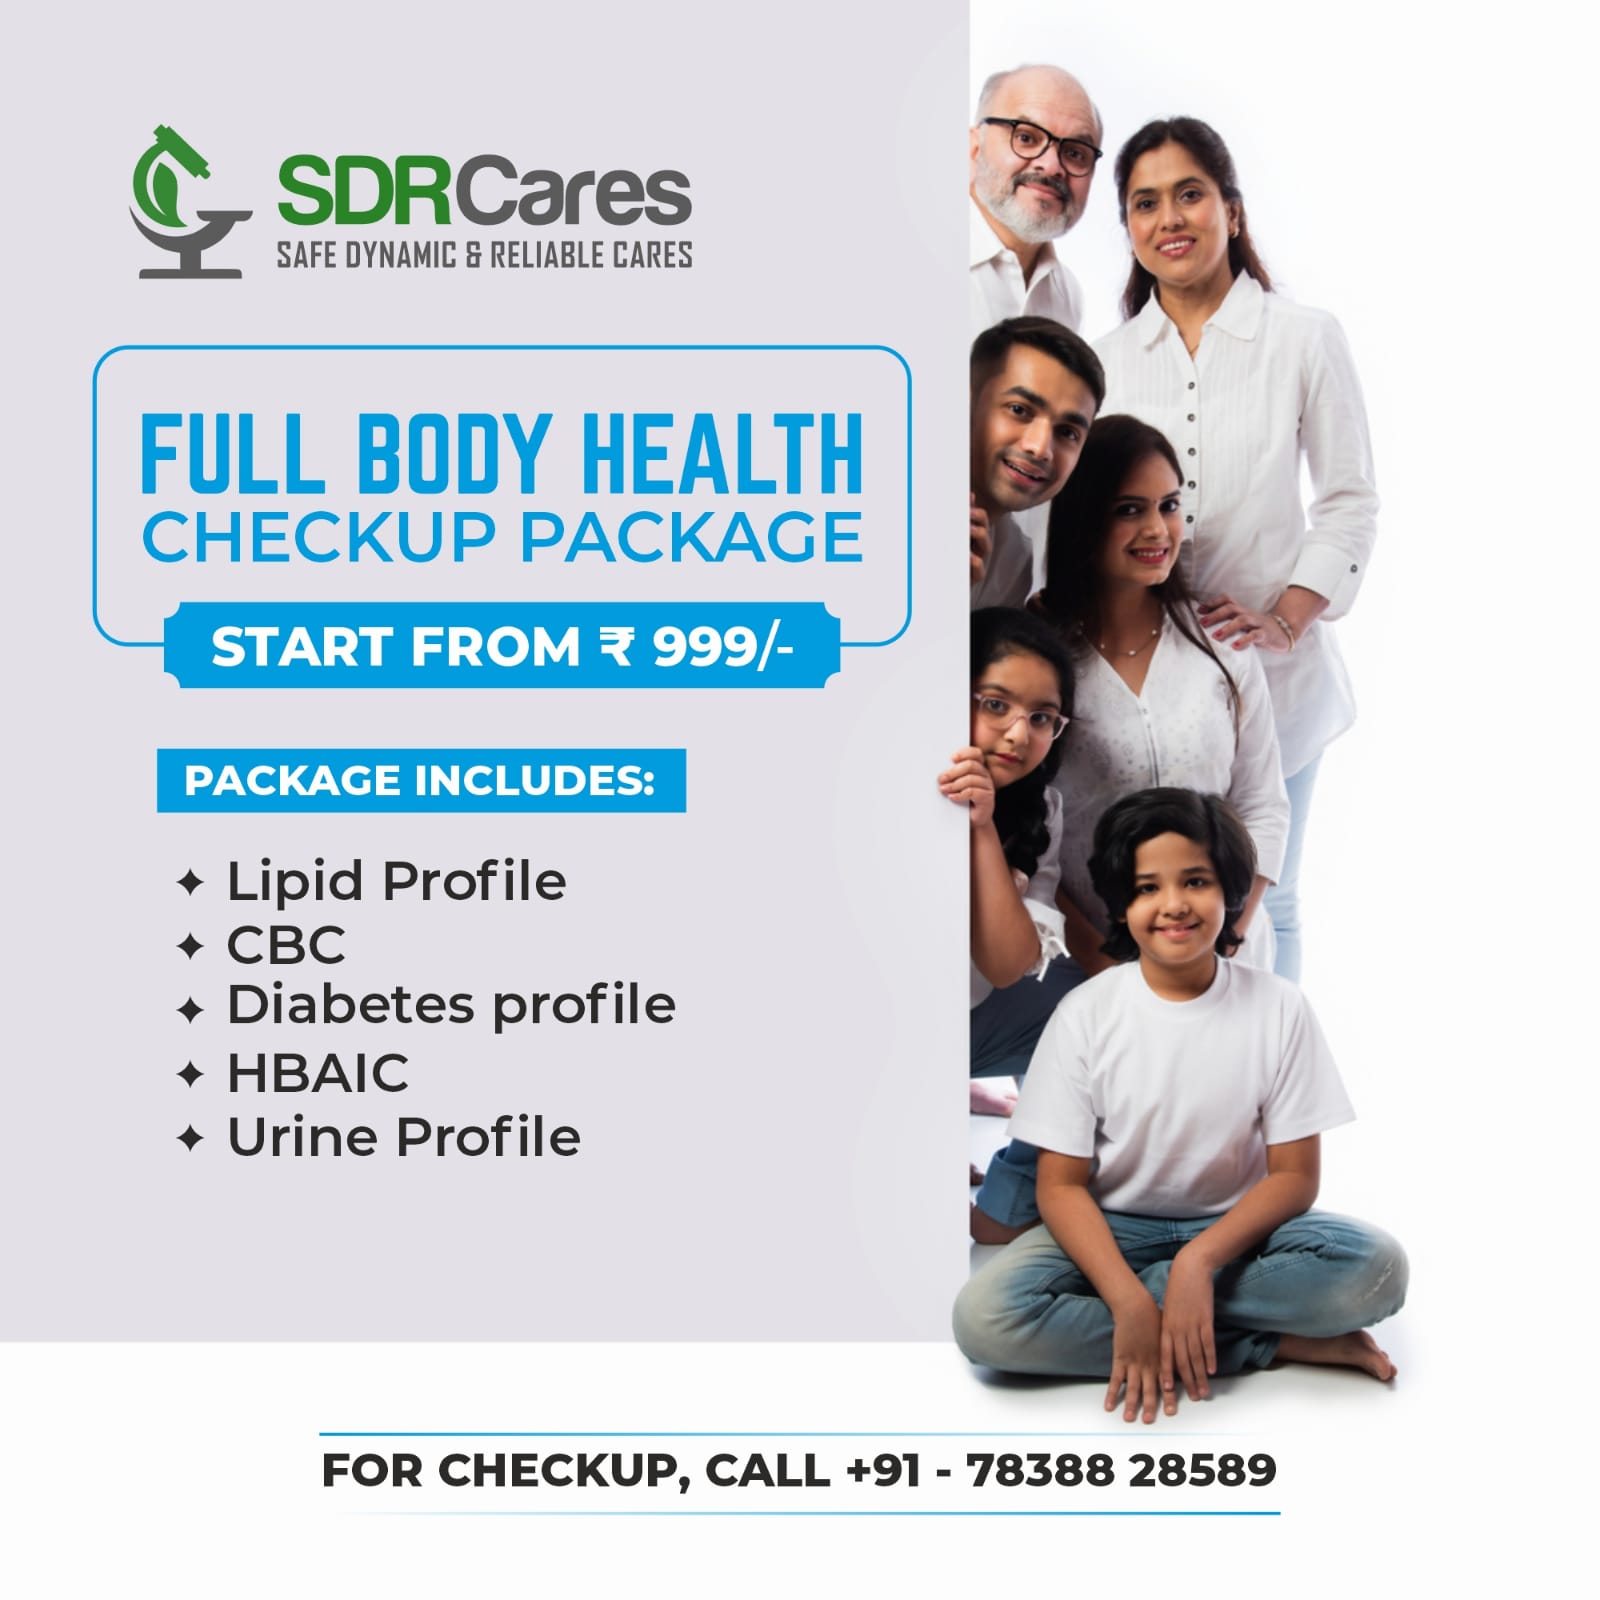 SDRCares
SAFE DYNAMIC & RELIABLE CARES
FULL BODY HEALTH
CHECKUP PACKAGE
START FROM ₹ 999/-
PACKAGE INCLUDES:
Lipid Profile
CBC
Diabetes profile
HBAIC
Urine Profile
FOR CHECKUP, CALL +91 - 78388 28589